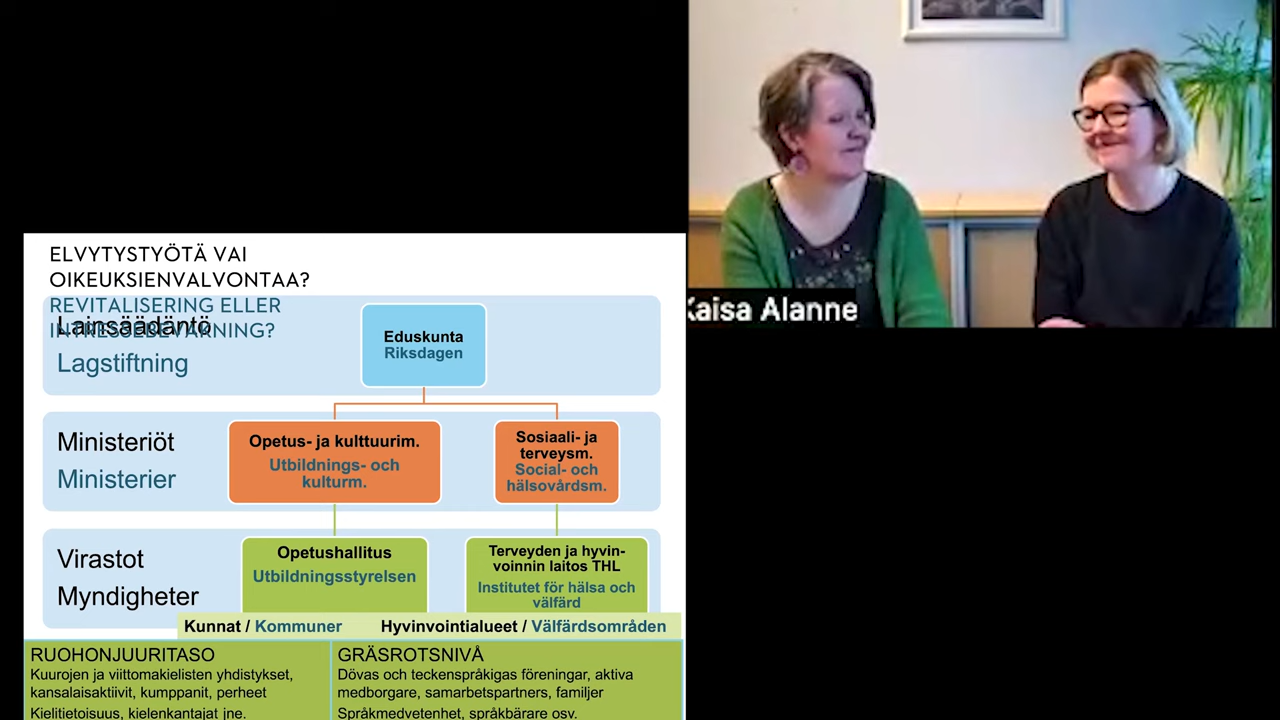 ELVYTYSTYÖTÄ VAI
OIKEUKSIENVALVONTAA?
REVITALISERING ELLER
INTRESSEBEVAKNING?
Lainsäädäntö
Lagstiftning
Eduskunta
Riksdagen
Ministeriöt
Ministerier
Opetus- ja kulttuurim.
Utbildnings- och
kulturm.
Sosiaali- ja
terveysm.
Social- och
hälsovårdsm.
Virastot
Myndigheter
Opetushallitus
Utbildningsstyrelsen
Terveyden ja hyvin-
voinnin laitos THL
Institutet för hälsa och
välfärd
Kunnat / Kommuner
Hyvinvointialueet / Välfärdsområden
RUOHONJUURITASO
Kuurojen ja viittomakielisten yhdistykset,
kansalaisaktiivit, kumppanit, perheet
Kielitietoisuus, kielenkantajat jne.
GRÄSROTSNIVÅ
Dövas och teckenspråkigas föreningar, aktiva
medborgare, samarbetspartners, familjer
Språkmedvetenhet, språkbärare osv.
Kaisa Alanne